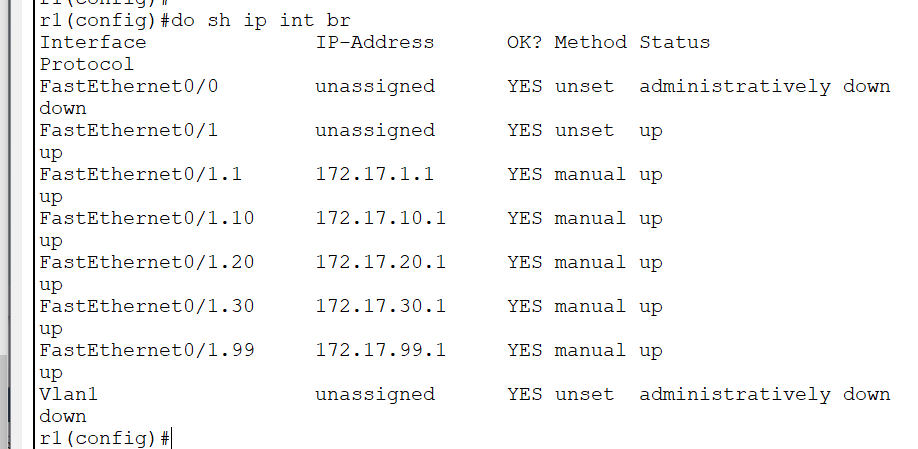 r1(config)#
r1(config)#do sh ip int br
Interface              IP-Address      OK? Method Status
Protocol
FastEthernet0/0        unassigned      YES unset  administratively down
down
FastEthernet0/1        unassigned      YES unset  up
up
FastEthernet0/1.1      172.17.1.1      YES manual up
up
FastEthernet0/1.10     172.17.10.1     YES manual up
up
FastEthernet0/1.20     172.17.20.1     YES manual up
up
FastEthernet0/1.30     172.17.30.1     YES manual up
up
FastEthernet0/1.99     172.17.99.1     YES manual up
up
Vlan1                  unassigned      YES unset  administratively down
down
r1(config)#